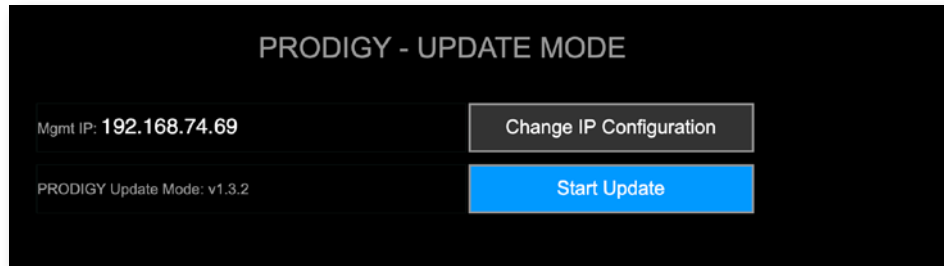 PRODIGY - UPDATE MODE
Mgmt IP: 192.168.74.69
Change IP Configuration
PRODIGY Update Mode: v1.3.2
Start Update